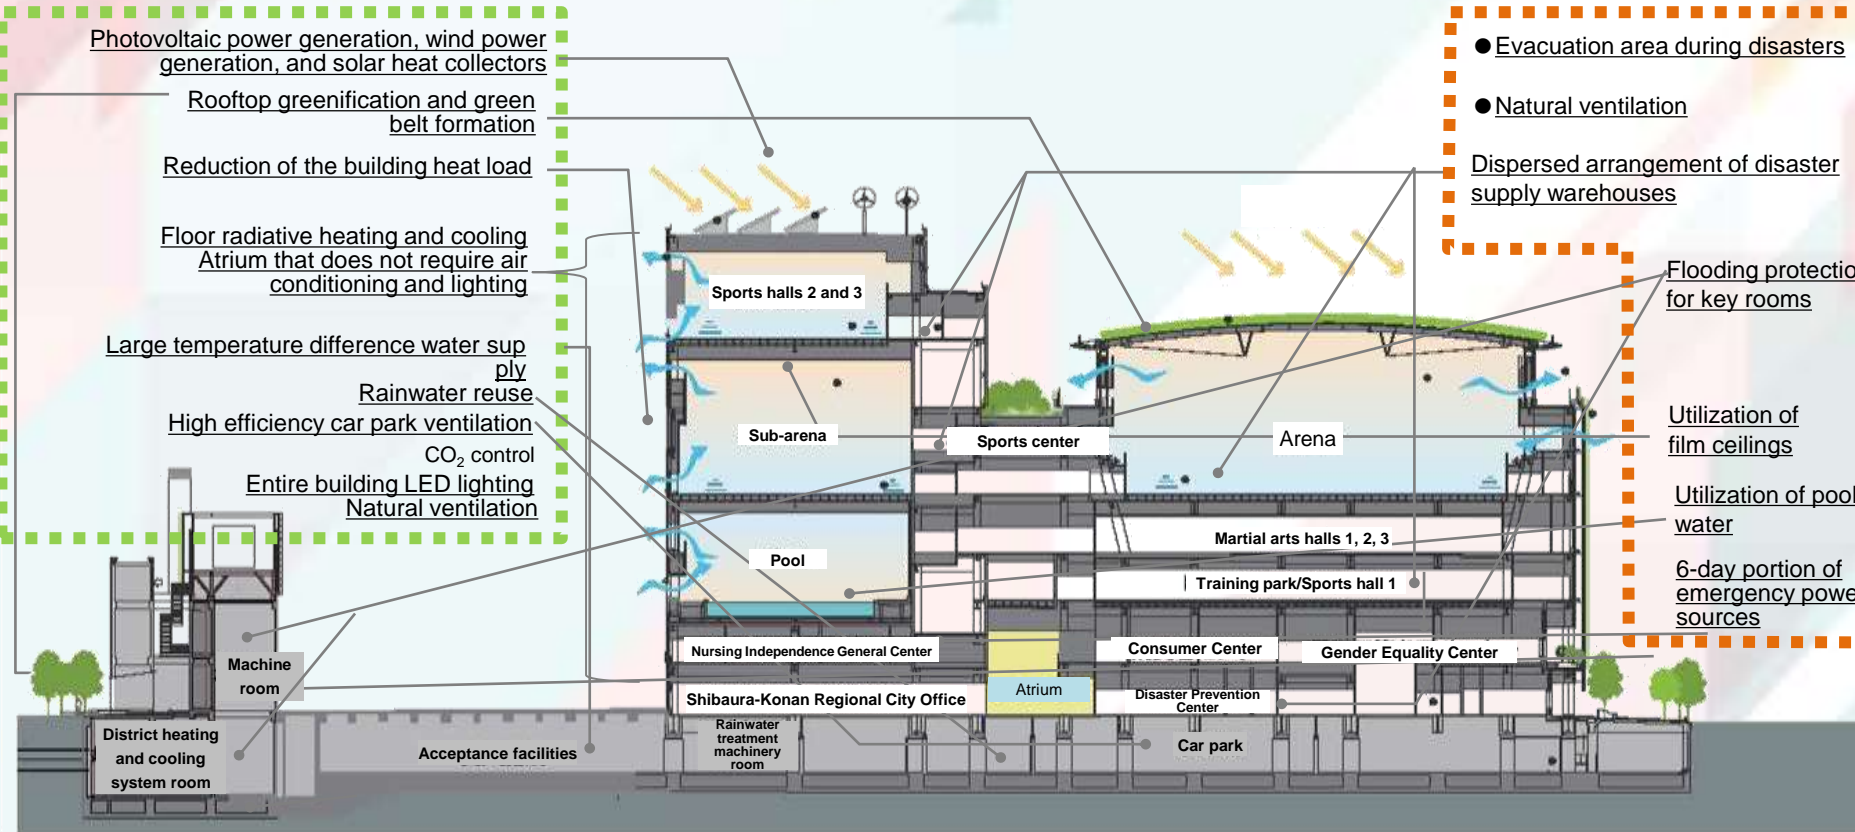 Photovoltaic power generation, wind power
generation, and solar heat collectors
Rooftop greenification and green
belt formation
Reduction of the building heat load
Floor radiative heating and cooling
Atrium that does not require air
conditioning and lighting
Large temperature difference water sup
ply
Rainwater reuse
High efficiency car park ventilation
CO₂ control
Entire building LED lighting
Natural ventilation
● Evacuation area during disasters
● Natural ventilation
Dispersed arrangement of disaster
supply warehouses
Flooding protectio
for key rooms
Utilization of
film ceilings
Utilization of pool
water
6-day portion of
emergency powe
sources
Sports halls 2 and 3
Sub-arena
Sports center
Arena
Pool
Martial arts halls 1, 2, 3
Training park/Sports hall 1
Nursing Independence General Center
Consumer Center
Gender Equality Center
Machine
room
Shibaura-Konan Regional City Office
Atrium
Disaster Prevention
Center
District heating
and cooling
system room
Acceptance facilities
Rainwater
treatment
machinery
room
Car park